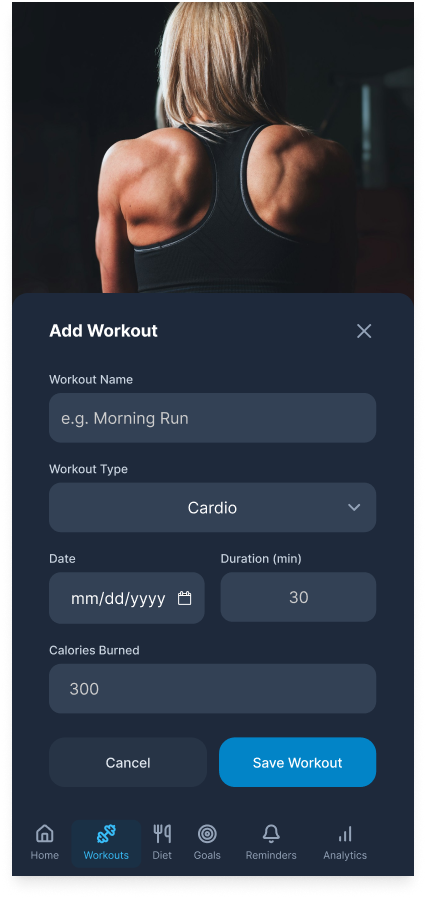 Add Workout
Workout Name
e.g. Morning Run
Workout Type
Cardio
Date
Duration (min)
mm/dd/yyyy
30
Calories Burned
300
Cancel
Save Workout
Home
Workouts
Diet
Goals
Reminders
Analytics